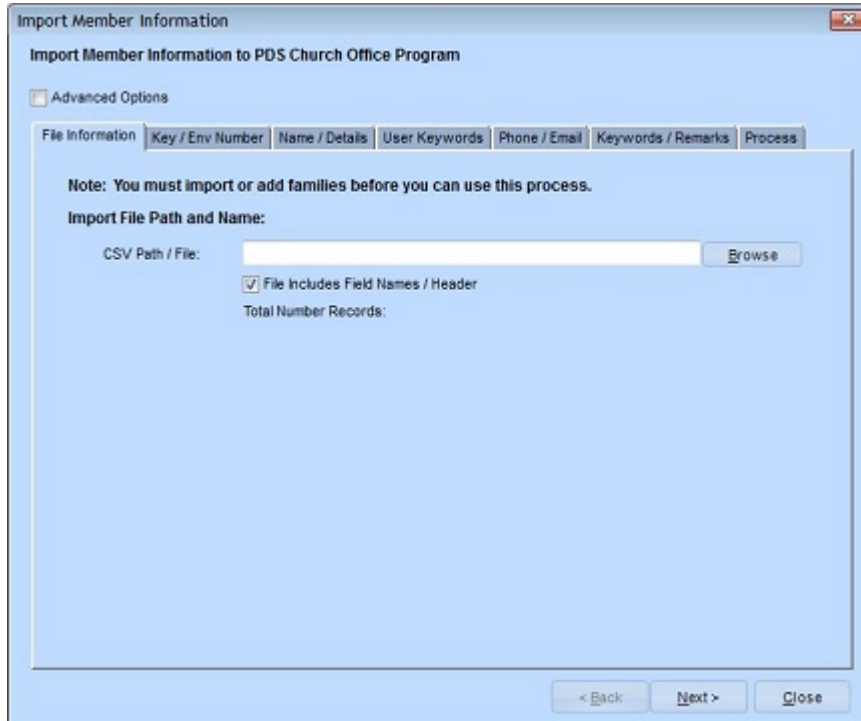 Import Member Information
Import Member Information to PDS Church Office Program
Advanced Options
File Information Key / Env Number Name / Details User Keywords Phone / Email Keywords / Remarks Process
Note: You must import or add families before you can use this process.
Import File Path and Name:
CSV Path / File: Browse
File Includes Field Names / Header
Total Number Records:
< Back Next > Close